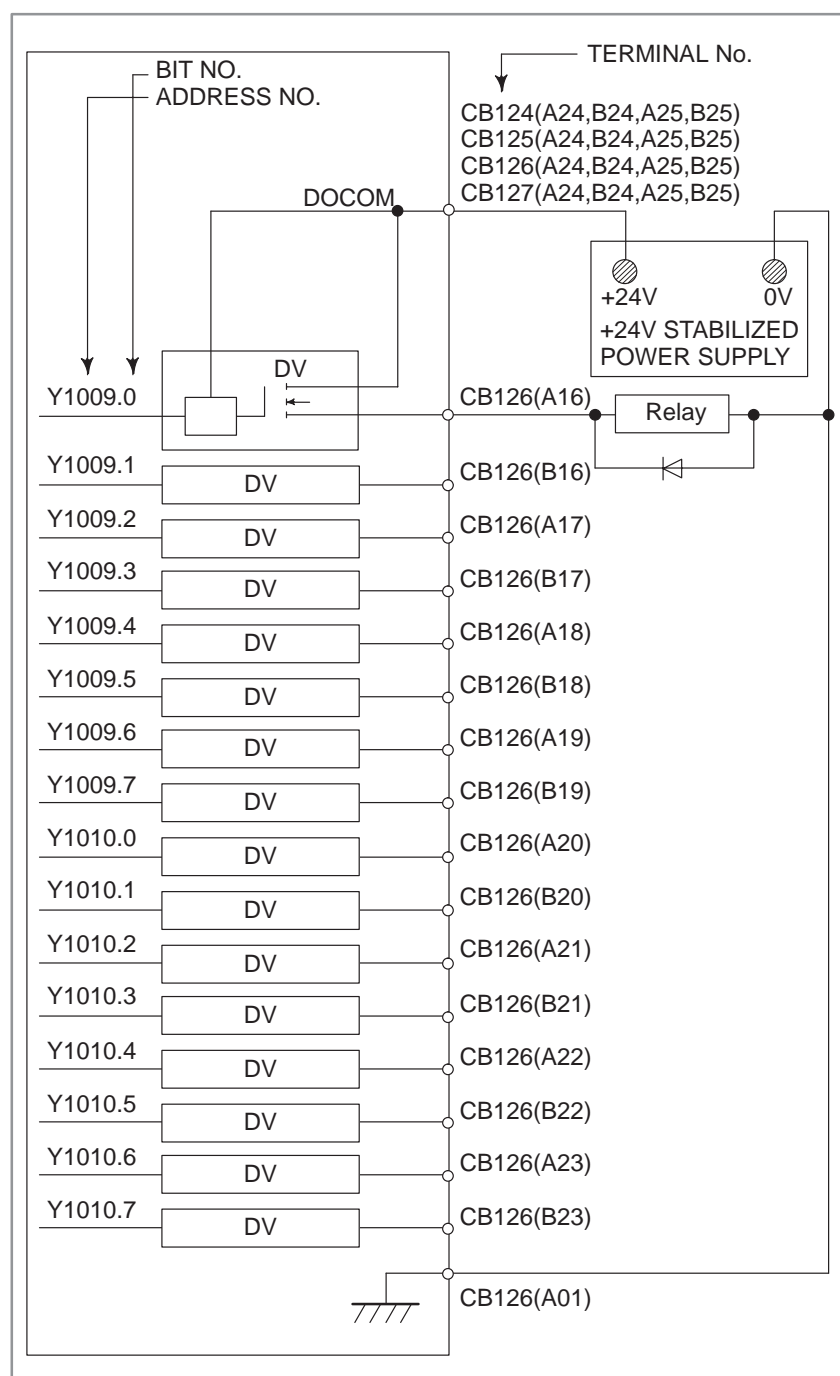 TERMINAL No.
BIT NO.
ADDRESS NO.
CB124(A24,B24,A25,B25)
CB125(A24,B24,A25,B25)
CB126(A24,B24,A25,B25)
CB127(A24,B24,A25,B25)
DOCOM
+24V 0V
+24V STABILIZED
POWER SUPPLY
Y1009.0 DV CB126(A16) Relay
Y1009.1 DV CB126(B16)
Y1009.2 DV CB126(A17)
Y1009.3 DV CB126(B17)
Y1009.4 DV CB126(A18)
Y1009.5 DV CB126(B18)
Y1009.6 DV CB126(A19)
Y1009.7 DV CB126(B19)
Y1010.0 DV CB126(A20)
Y1010.1 DV CB126(B20)
Y1010.2 DV CB126(A21)
Y1010.3 DV CB126(B21)
Y1010.4 DV CB126(A22)
Y1010.5 DV CB126(B22)
Y1010.6 DV CB126(A23)
Y1010.7 DV CB126(B23)
CB126(A01)